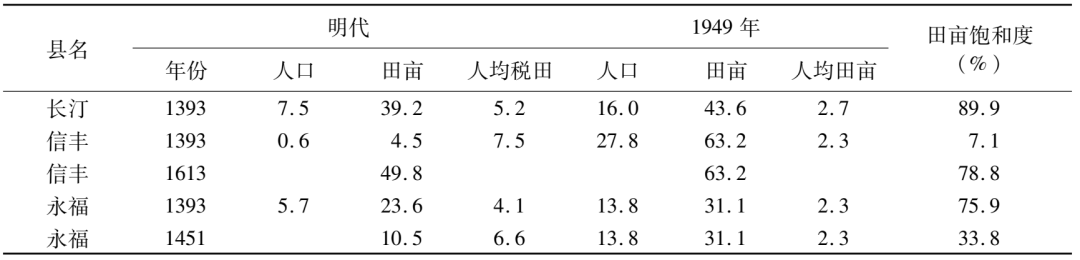 县名 明代 1949 年 田亩饱和度(%)
年份 人口 田亩 人均税田 人口 田亩 人均田亩
长汀 1393 7.5 39.2 5.2 16.0 43.6 2.7 89.9
信丰 1393 0.6 4.5 7.5 27.8 63.2 2.3 7.1
信丰 1613 49.8 63.2 78.8
永福 1393 5.7 23.6 4.1 13.8 31.1 2.3 75.9
永福 1451 10.5 6.6 13.8 31.1 2.3 33.8